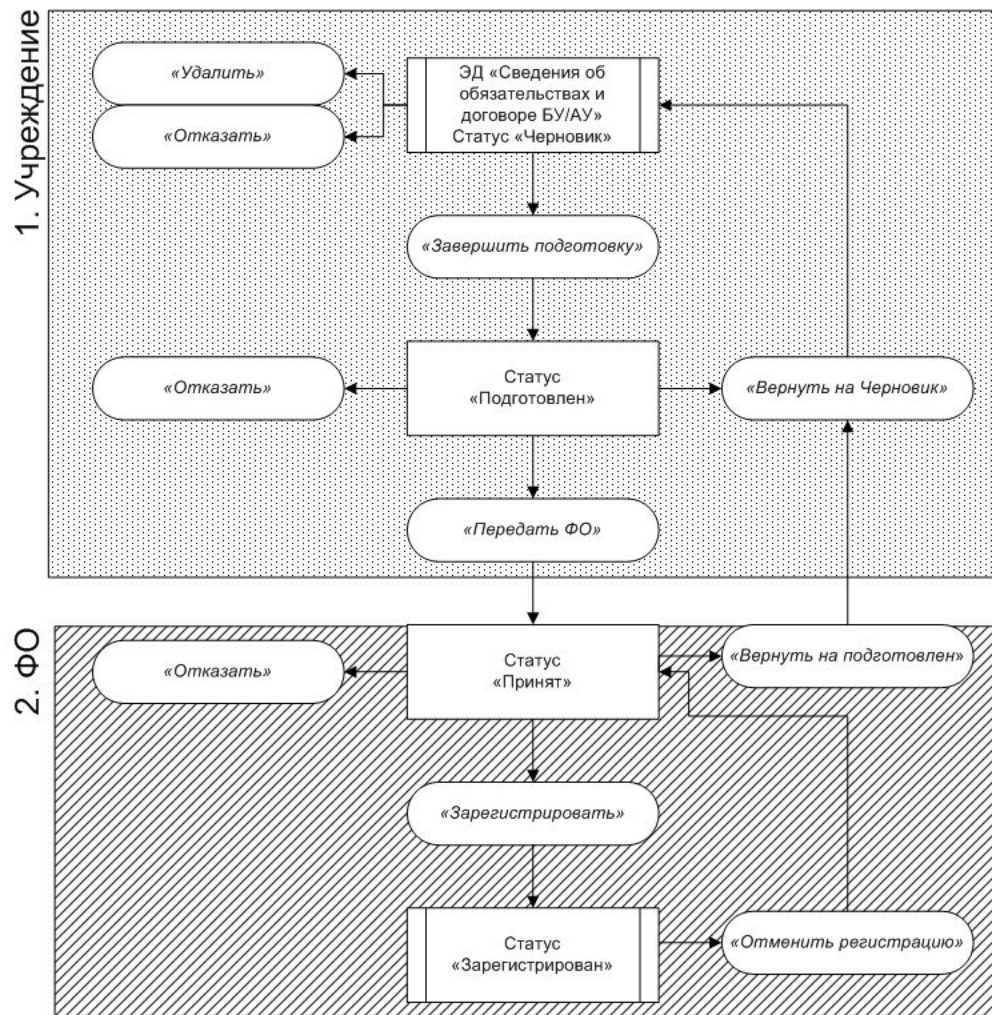 1. Учреждение
«Удалить»
ЭД «Сведения об
обязательствах и
договоре БУ/АУ»
Статус «Черновик»
«Отказать»
«Завершить подготовку»
«Отказать»
Статус
«Подготовлен»
«Вернуть на Черновик»
«Передать ФО»
2. ФО
«Отказать»
Статус
«Принят»
«Вернуть на подготовлен»
«Зарегистрировать»
Статус
«Зарегистрирован»
«Отменить регистрацию»